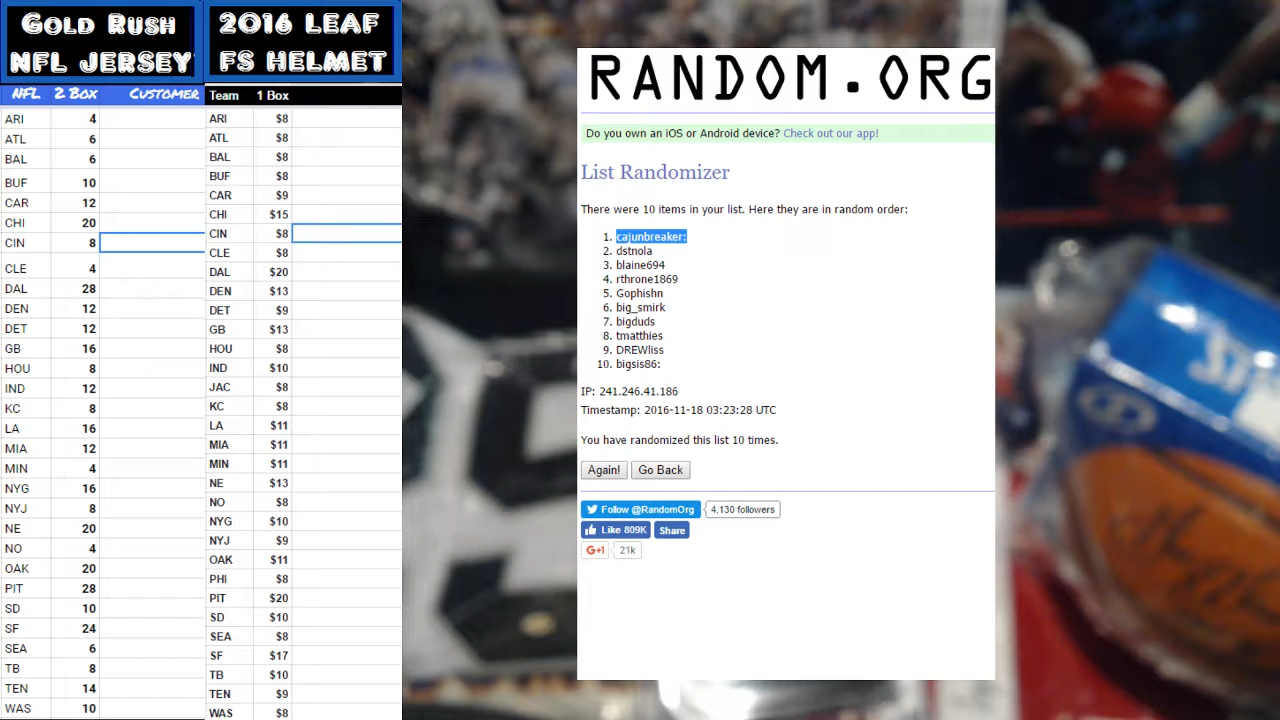 Gold Rush
NFL Jersey
NFL 2 Box Customer
ARI 4
ATL 6
BAL 6
BUF 10
CAR 12
CHI 20
CIN 8
CLE 4
DAL 28
DEN 12
DET 12
GB 16
HOU 8
IND 12
KC 8
LA 16
MIA 12
MIN 4
NYG 16
NYJ 8
NE 20
NO 4
OAK 20
PIT 28
SD 10
SF 24
SEA 6
TB 8
TEN 14
WAS 10
2016 LEAF
FS HELMET
Team 1 Box
ARI $8
ATL $8
BAL $8
BUF $8
CAR $9
CHI $15
CIN $8
CLE $8
DAL $20
DEN $13
DET $9
GB $13
HOU $8
IND $10
JAC $8
KC $8
LA $11
MIA $11
MIN $11
NE $13
NO $8
NYG $10
NYJ $9
OAK $11
PHI $8
PIT $20
SD $10
SEA $8
SF $17
TB $10
TEN $9
WAS $8
RANDOM.ORG
Do you own an iOS or Android device? Check out our app!
List Randomizer
There were 10 items in your list. Here they are in random order:
1. cajunbreaker:
2. dstnola
3. blaine694
4. rthrone1869
5. Gophishn
6. big_smirk
7. bigduds
8. tmatthies
9. DREWliss
10. bigsis86:
IP: 241.246.41.186
Timestamp: 2016-11-18 03:23:28 UTC
You have randomized this list 10 times.
Again! Go Back
Follow @RandomOrg 4,130 followers
Like 809K Share
G+1 21k